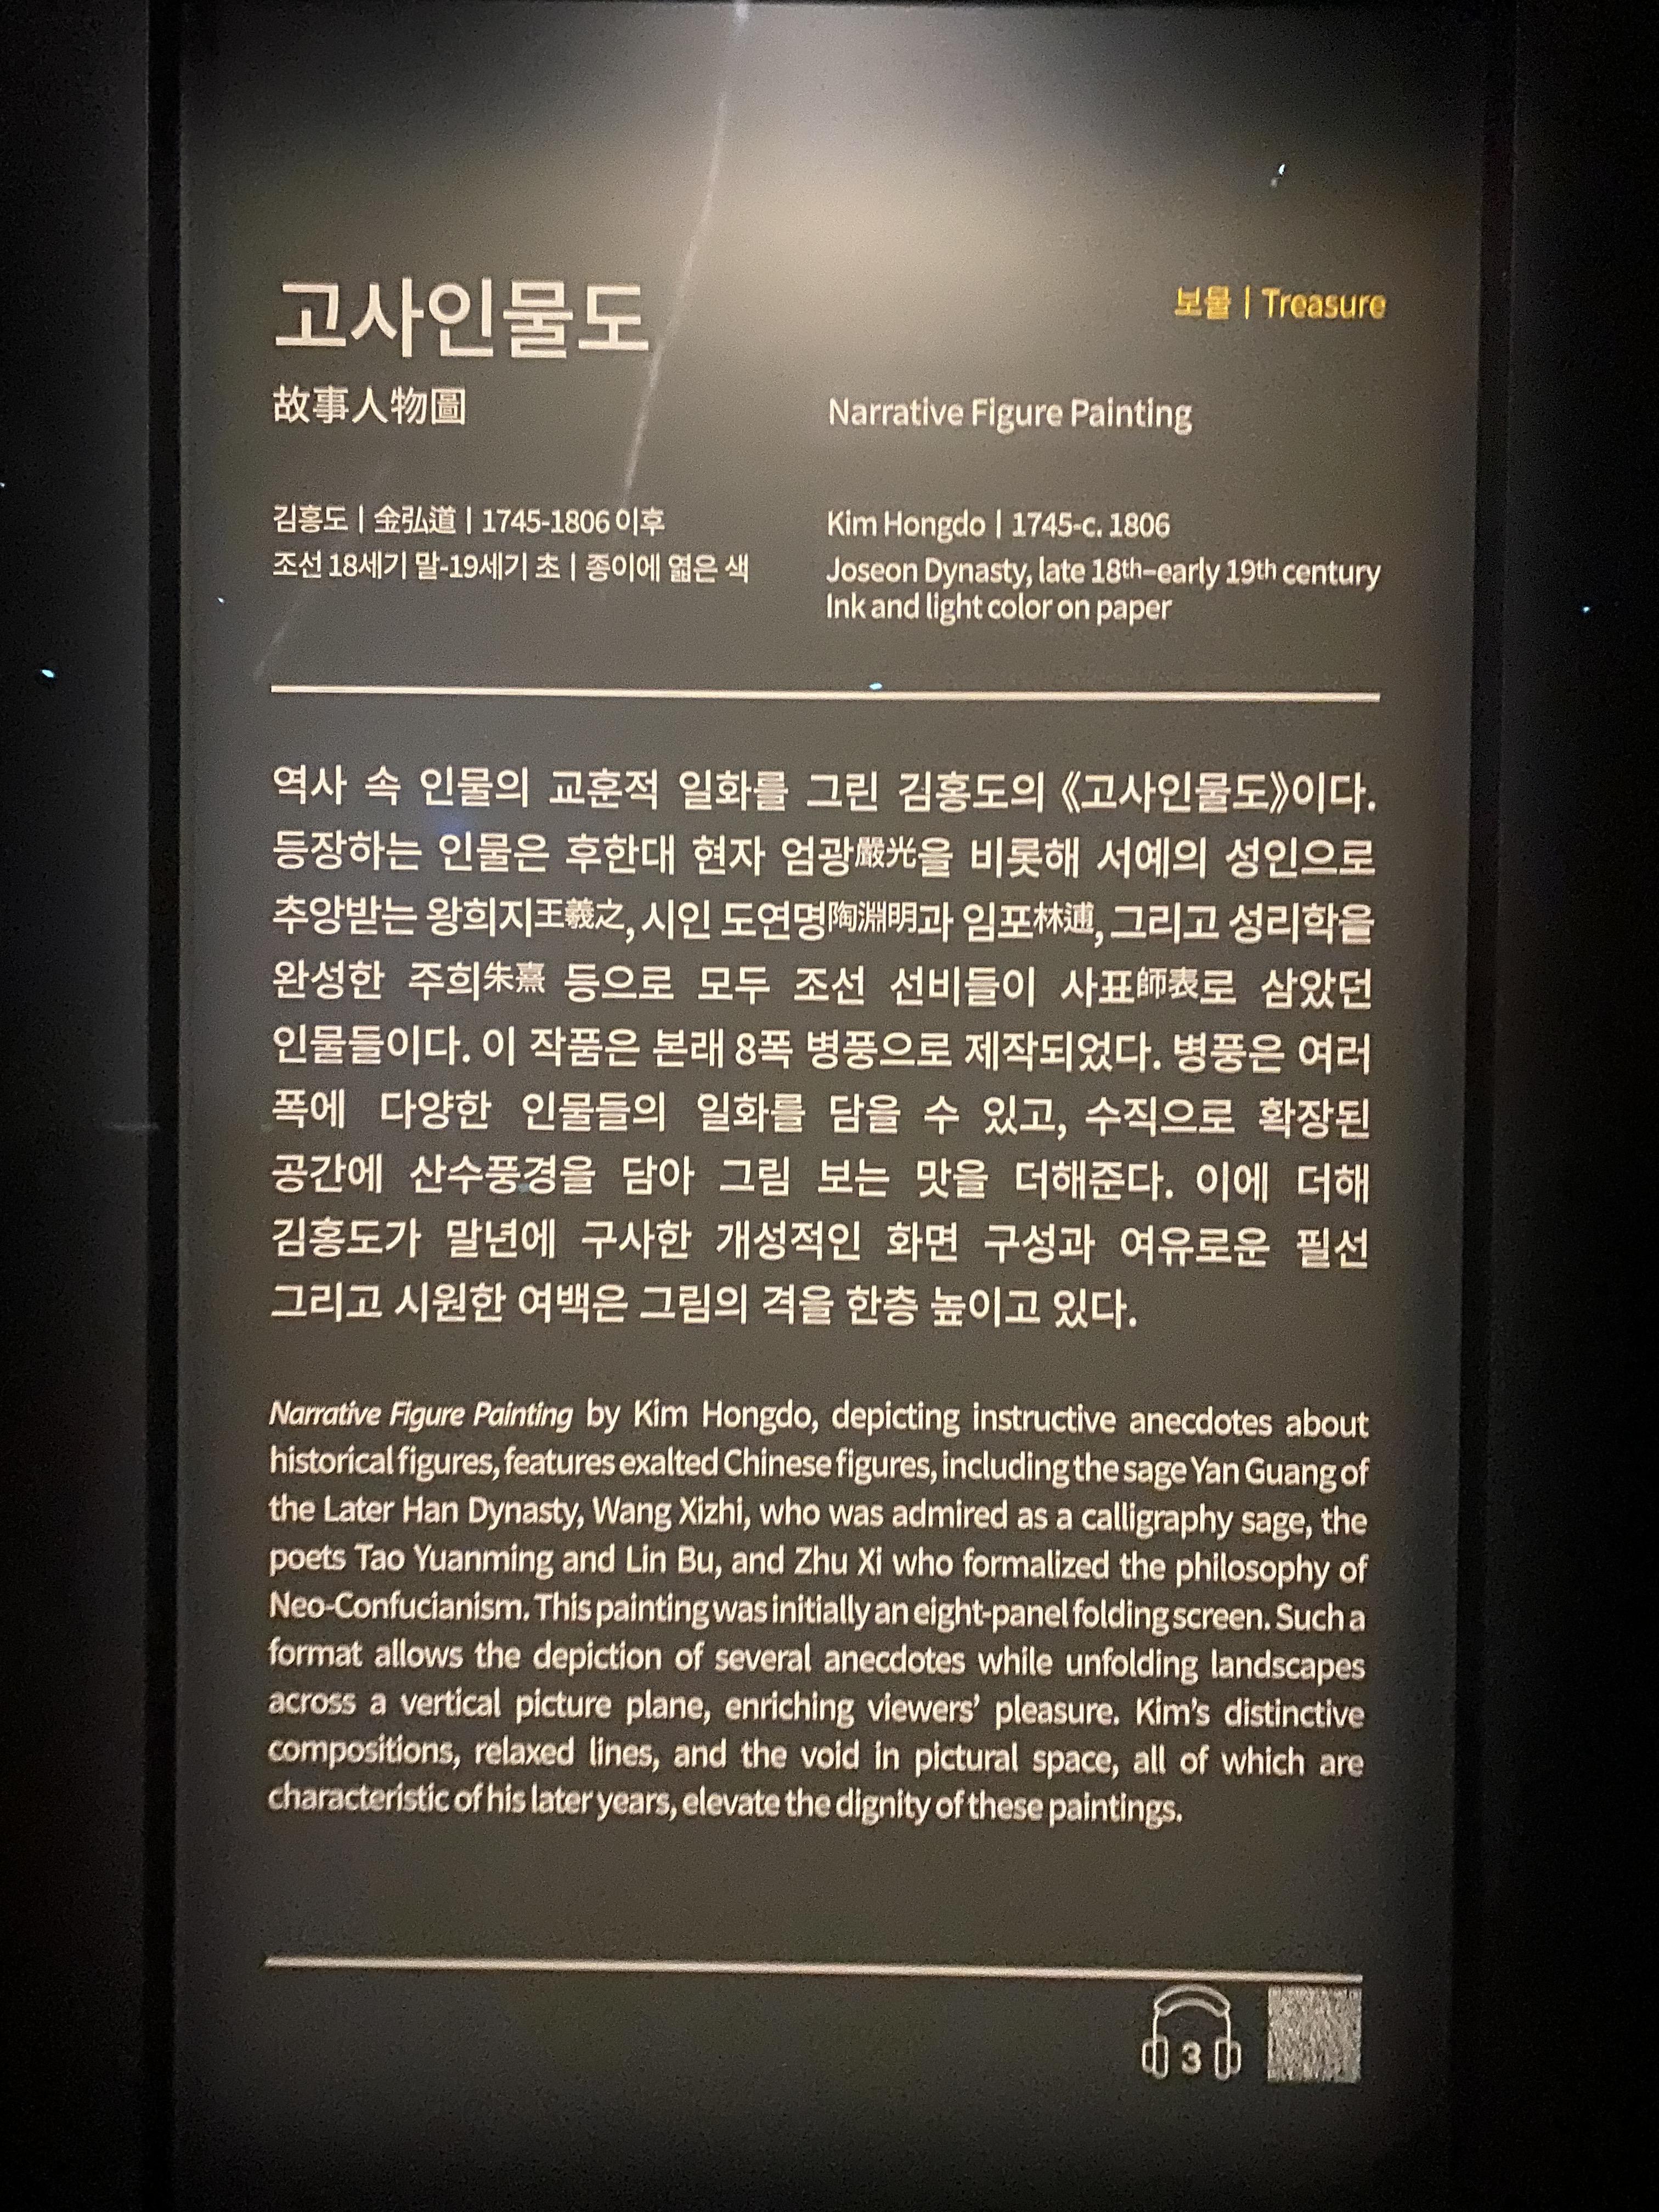 고사인물도
보물 | Treasure
故事人物圖
Narrative Figure Painting
김홍도 | 金弘道 | 1745-1806 이후
조선 18세기 말-19세기 초 | 종이에 엷은 색
Kim Hongdo | 1745-c. 1806
Joseon Dynasty, late 18th–early 19th century
Ink and light color on paper
역사 속 인물의 교훈적 일화를 그린 김홍도의 《고사인물도》이다.
등장하는 인물은 후한대 현자 엄광嚴光을 비롯해 서예의 성인으로
추앙받는 왕희지王羲之, 시인 도연명陶淵明과 임포林逋, 그리고 성리학을
완성한 주희朱熹 등으로 모두 조선 선비들이 사표師表로 삼았던
인물들이다. 이 작품은 본래 8폭 병풍으로 제작되었다. 병풍은 여러
폭에 다양한 인물들의 일화를 담을 수 있고, 수직으로 확장된
공간에 산수풍경을 담아 그림 보는 맛을 더해준다. 이에 더해
김홍도가 말년에 구사한 개성적인 화면 구성과 여유로운 필선
그리고 시원한 여백은 그림의 격을 한층 높이고 있다.
Narrative Figure Painting by Kim Hongdo, depicting instructive anecdotes about
historical figures, features exalted Chinese figures, including the sage Yan Guang of
the Later Han Dynasty, Wang Xizhi, who was admired as a calligraphy sage, the
poets Tao Yuanming and Lin Bu, and Zhu Xi who formalized the philosophy of
Neo-Confucianism. This painting was initially an eight-panel folding screen. Such a
format allows the depiction of several anecdotes while unfolding landscapes
across a vertical picture plane, enriching viewers’ pleasure. Kim’s distinctive
compositions, relaxed lines, and the void in pictural space, all of which are
characteristic of his later years, elevate the dignity of these paintings.
3